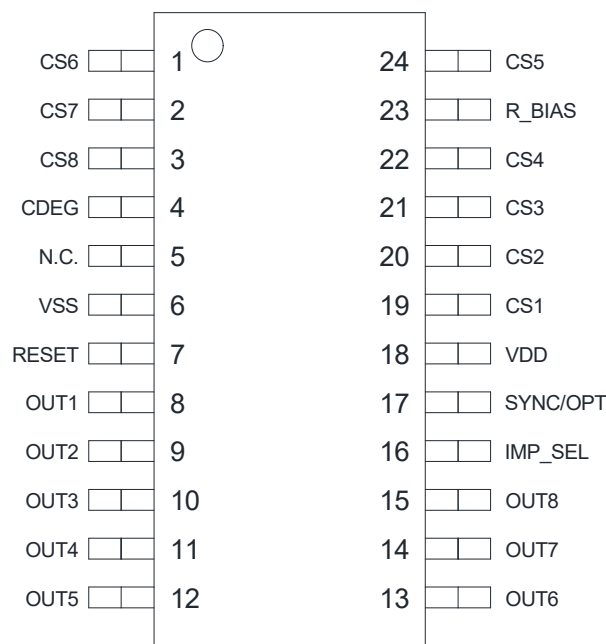 CS6 1 24 CS5
CS7 2 23 R_BIAS
CS8 3 22 CS4
CDEG 4 21 CS3
N.C. 5 20 CS2
VSS 6 19 CS1
RESET 7 18 VDD
OUT1 8 17 SYNC/OPT
OUT2 9 16 IMP_SEL
OUT3 10 15 OUT8
OUT4 11 14 OUT7
OUT5 12 13 OUT6